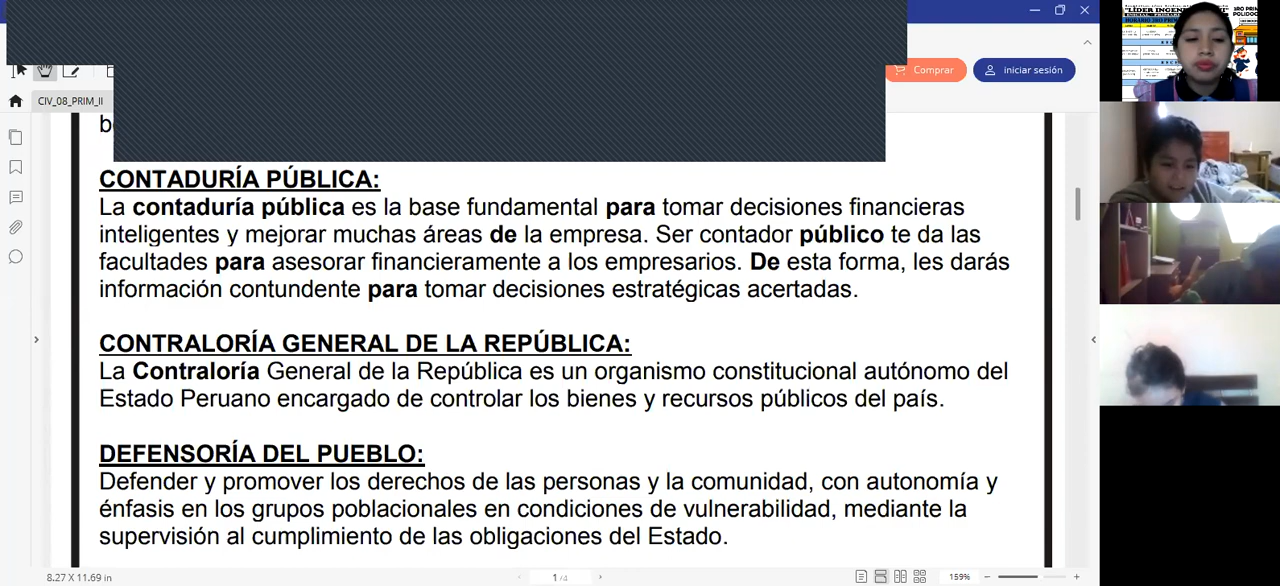 Comprar
iniciar sesión
CIV_08_PRIM_II
CONTADURÍA PÚBLICA:
La contaduría pública es la base fundamental para tomar decisiones financieras
inteligentes y mejorar muchas áreas de la empresa. Ser contador público te da las
facultades para asesorar financieramente a los empresarios. De esta forma, les darás
información contundente para tomar decisiones estratégicas acertadas.
CONTRALORÍA GENERAL DE LA REPÚBLICA:
La Contraloría General de la República es un organismo constitucional autónomo del
Estado Peruano encargado de controlar los bienes y recursos públicos del país.
DEFENSORÍA DEL PUEBLO:
Defender y promover los derechos de las personas y la comunidad, con autonomía y
énfasis en los grupos poblacionales en condiciones de vulnerabilidad, mediante la
supervisión al cumplimiento de las obligaciones del Estado.
8.27 X 11.69 in
1 /4
159%